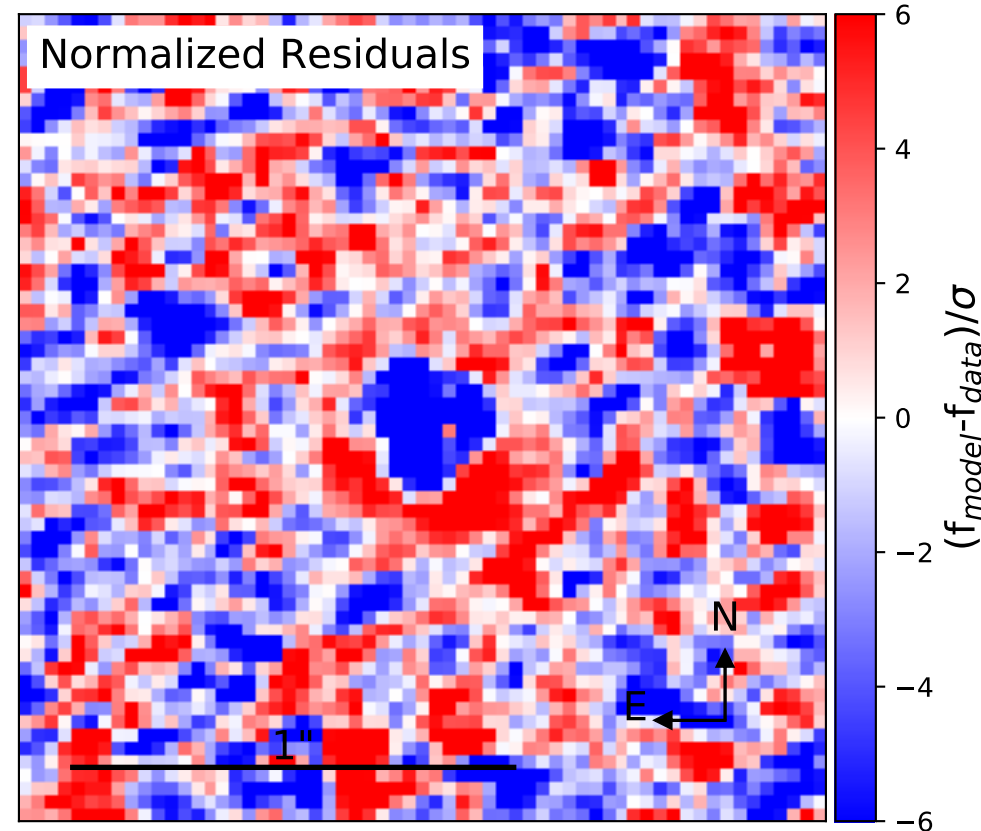 Normalized Residuals
6
4
2
0
−2
−4
−6
(f_model-f_data)/σ
N
E
1"